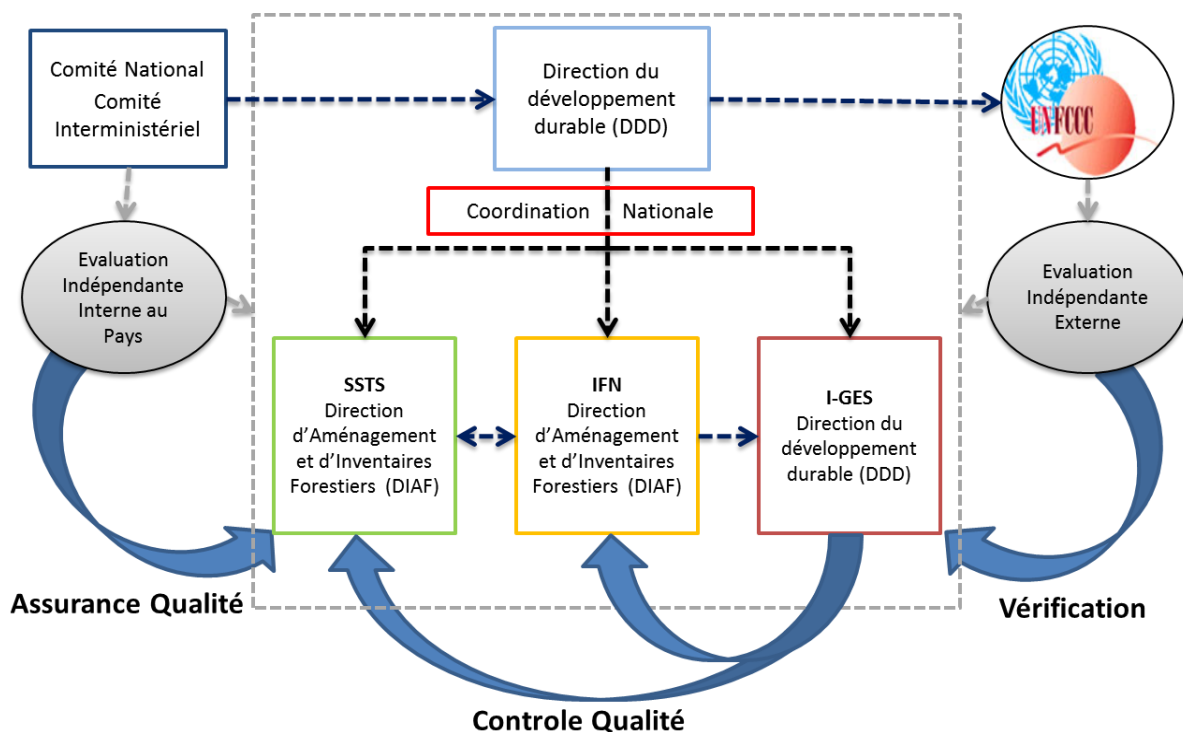 Comité National
Comité
Interministériel
Direction du
développement
durable (DDD)
UNFCCC
Coordination Nationale
Evaluation
Indépendante
Interne au
Pays
Evaluation
Indépendante
Externe
SSTS
Direction
d’Aménagement
et d’Inventaires
Forestiers (DIAF)
IFN
Direction
d’Aménagement
et d’Inventaires
Forestiers (DIAF)
I-GES
Direction du
développement
durable (DDD)
Assurance Qualité
Vérification
Controle Qualité